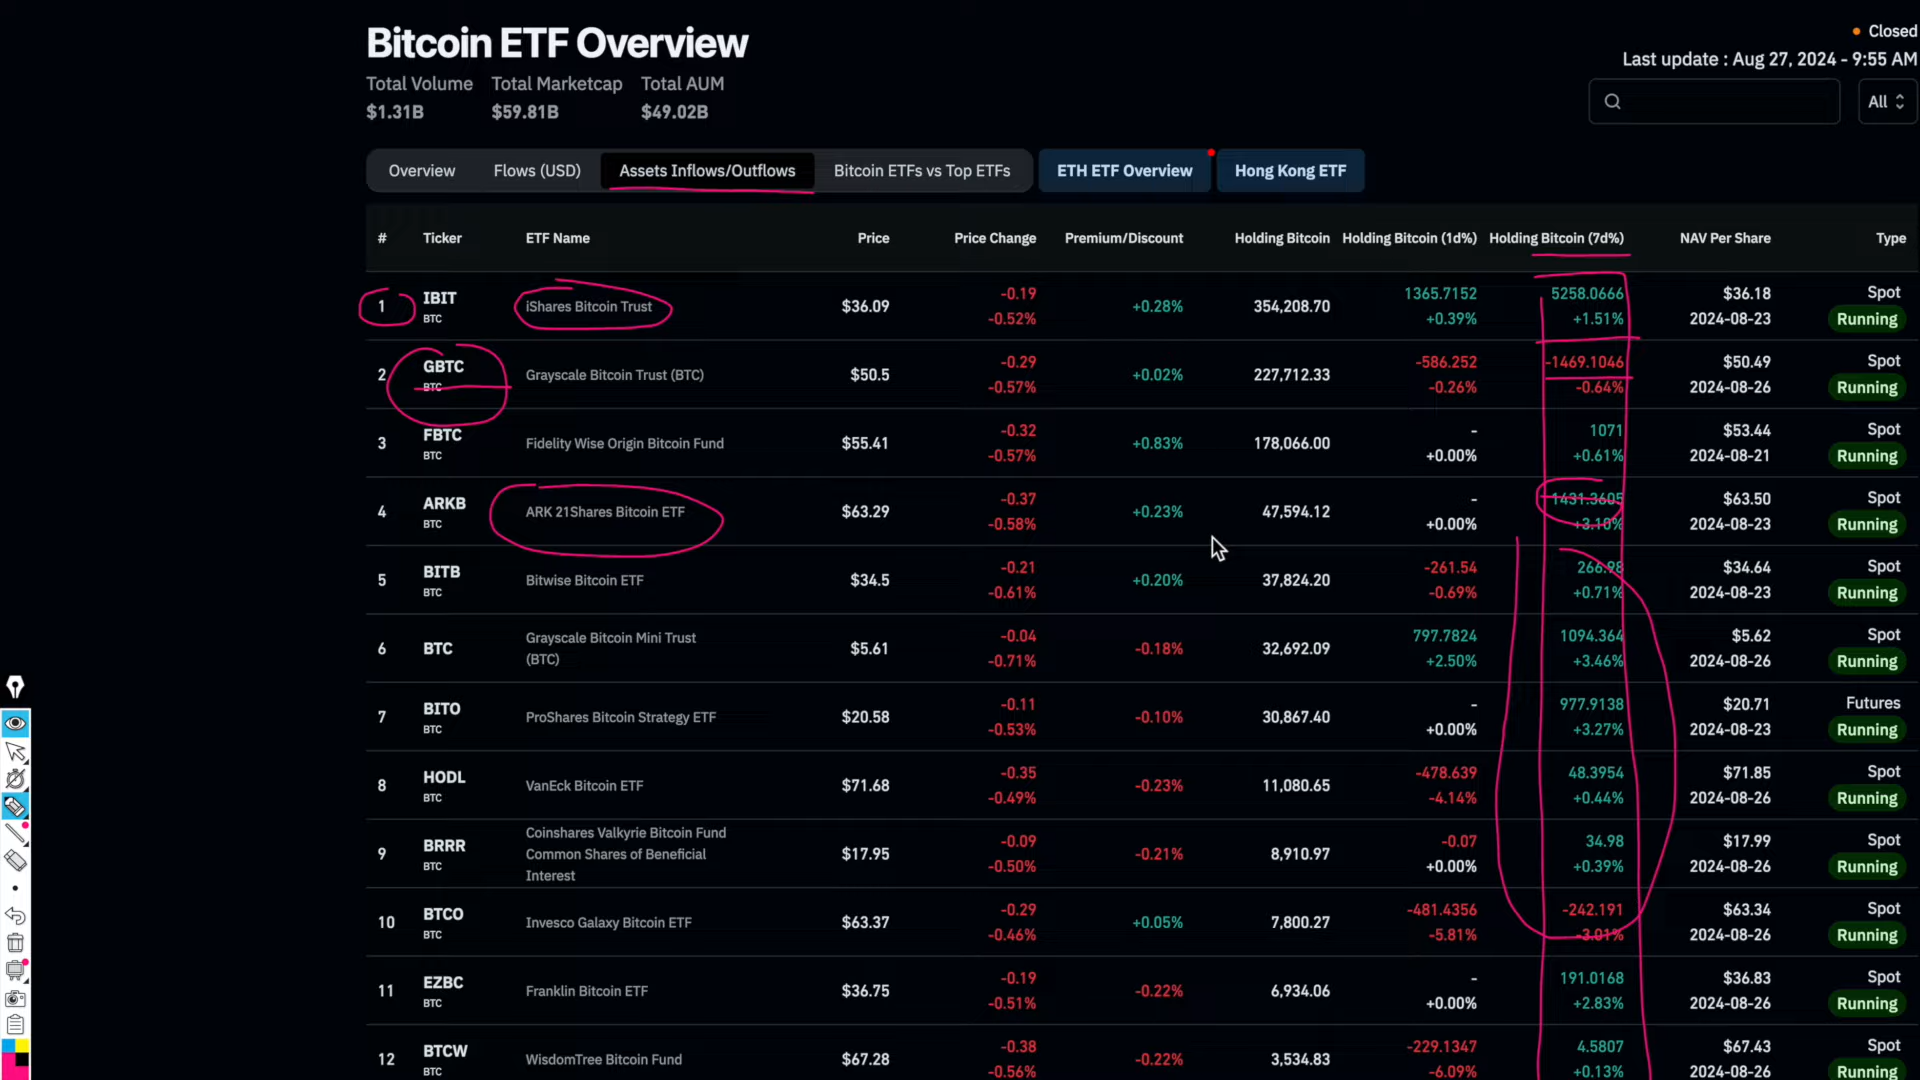 Bitcoin ETF Overview
Closed
Last update : Aug 27, 2024 - 9:55 AM
Total Volume Total Marketcap Total AUM
$1.31B $59.81B $49.02B
All
Overview Flows (USD) Assets Inflows/Outflows Bitcoin ETFs vs Top ETFs ETH ETF Overview Hong Kong ETF
# Ticker ETF Name Price Price Change Premium/Discount Holding Bitcoin Holding Bitcoin (1d%) Holding Bitcoin (7d%) NAV Per Share Type
1 IBIT BTC iShares Bitcoin Trust $36.09 -0.19 -0.52% +0.28% 354,208.70 1365.7152 +0.39% 5258.0666 +1.51% $36.18 2024-08-23 Spot Running
2 GBTC BTC Grayscale Bitcoin Trust (BTC) $50.5 -0.29 -0.57% +0.02% 227,712.33 -586.252 -0.26% -1469.1046 -0.64% $50.49 2024-08-26 Spot Running
3 FBTC BTC Fidelity Wise Origin Bitcoin Fund $55.41 -0.32 -0.57% +0.83% 178,066.00 - +0.00% 1071 +0.61% $53.44 2024-08-21 Spot Running
4 ARKB BTC ARK 21Shares Bitcoin ETF $63.29 -0.37 -0.58% +0.23% 47,594.12 - +0.00% 1431.3605 +3.10% $63.50 2024-08-23 Spot Running
5 BITB BTC Bitwise Bitcoin ETF $34.5 -0.21 -0.61% +0.20% 37,824.20 -261.54 -0.69% 266.98 +0.71% $34.64 2024-08-23 Spot Running
6 BTC Grayscale Bitcoin Mini Trust (BTC) $5.61 -0.04 -0.71% -0.18% 32,692.09 797.7824 +2.50% 1094.364 +3.46% $5.62 2024-08-26 Spot Running
7 BITO BTC ProShares Bitcoin Strategy ETF $20.58 -0.11 -0.53% -0.10% 30,867.40 - +0.00% 977.9138 +3.27% $20.71 2024-08-23 Futures Running
8 HODL BTC VanEck Bitcoin ETF $71.68 -0.35 -0.49% -0.23% 11,080.65 -478.639 -4.14% 48.3954 +0.44% $71.85 2024-08-26 Spot Running
9 BRRR BTC Coinshares Valkyrie Bitcoin Fund Common Shares of Beneficial Interest $17.95 -0.09 -0.50% -0.21% 8,910.97 -0.07 +0.00% 34.98 +0.39% $17.99 2024-08-26 Spot Running
10 BTCO BTC Invesco Galaxy Bitcoin ETF $63.37 -0.29 -0.46% +0.05% 7,800.27 -481.4356 -5.81% -242.191 -3.01% $63.34 2024-08-26 Spot Running
11 EZBC BTC Franklin Bitcoin ETF $36.75 -0.19 -0.51% -0.22% 6,934.06 - +0.00% 191.0168 +2.83% $36.83 2024-08-26 Spot Running
12 BTCW BTC WisdomTree Bitcoin Fund $67.28 -0.38 -0.56% -0.22% 3,534.83 -229.1347 -6.09% 4.5807 +0.13% $67.43 2024-08-26 Spot Running